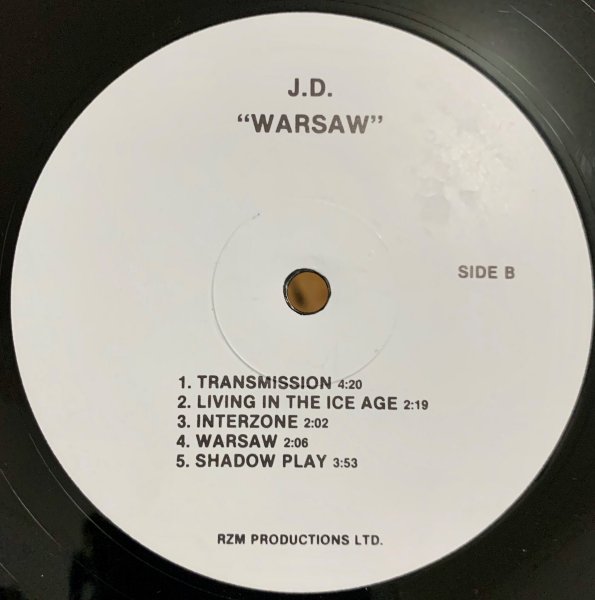 J.D.
“WARSAW”
SIDE B
1. TRANSMISSION 4:20
2. LIVING IN THE ICE AGE 2:19
3. INTERZONE 2:02
4. WARSAW 2:06
5. SHADOW PLAY 3:53
RZM PRODUCTIONS LTD.